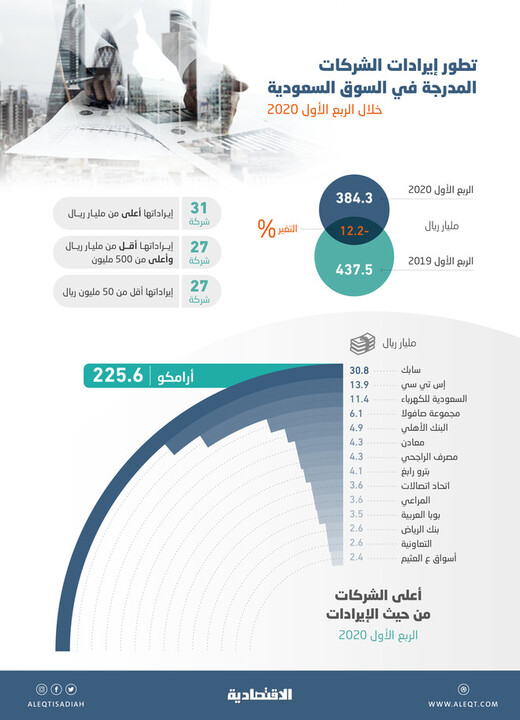 تطور إيرادات الشركات
المدرجة في السوق السعودية
خلال الربع الأول 2020
الربع الأول 2020
384.3
مليار ريال
12.2-
التغير %
الربع الأول 2019
437.5
31 شركة
إيراداتها أعلى من مليار ريال
27 شركة
إيراداتها أقل من مليار ريال
وأعلى من 500 مليون
27 شركة
إيراداتها أقل من 50 مليون ريال
مليار ريال
أرامكو | 225.6
سابك 30.8
إس تي سي 13.9
السعودية للكهرباء 11.4
مجموعة صافولا 6.1
البنك الأهلي 4.9
معادن 4.3
مصرف الراجحي 4.3
بترو رابغ 4.1
اتحاد اتصالات 3.6
المراعي 3.6
بوبا العربية 3.5
بنك الرياض 2.6
التعاونية 2.6
أسواق ع العثيم 2.4
أعلى الشركات
من حيث الإيرادات
الربع الأول 2020
ALEQTISADIAH
الاقتصادية
WWW.ALEQT.COM